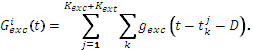 G^i_{exc}(t) = \sum_{j=1}^{K_{exc}+K_{ext}} \sum_k g_{exc}(t - t^j_k - D).